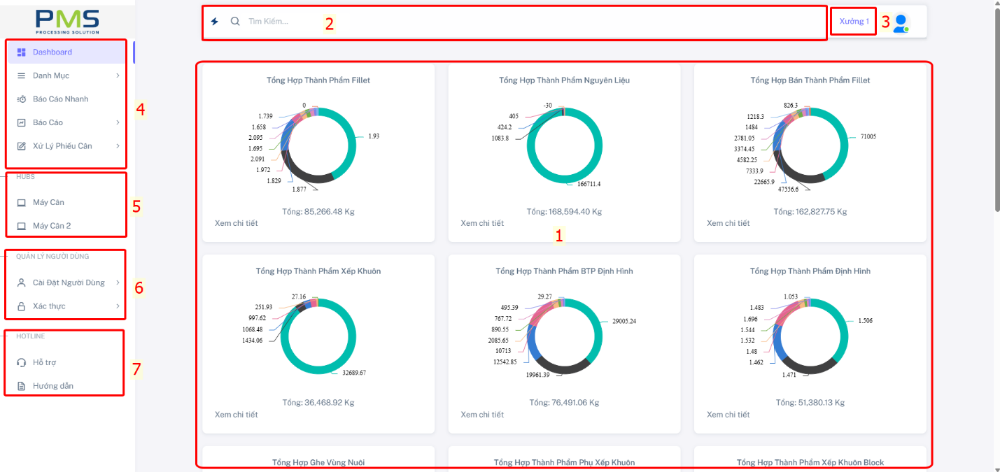 PMS
PROCESSING SOLUTION
Dashboard
Danh Mục
Báo Cáo Nhanh
Báo Cáo
Xử Lý Phiếu Cân
4
HUBS
Máy Cân
Máy Cân 2
5
QUẢN LÝ NGƯỜI DÙNG
Cài Đặt Người Dùng
Xác thực
6
HOTLINE
Hỗ trợ
Hướng dẫn
7
Tìm Kiếm...
2
Xưởng 1
3
1
Tổng Hợp Thành Phẩm Fillet
0
1.739
1.658
2.095
1.695
2.091
1.972
1.829
1.877
1.93
Tổng: 85,266.48 Kg
Xem chi tiết
Tổng Hợp Thành Phẩm Nguyên Liệu
-30
405
424.2
1083.8
166711.4
Tổng: 168,594.40 Kg
Xem chi tiết
Tổng Hợp Bán Thành Phẩm Fillet
826.3
1218.3
1484
2781.05
3374.45
4582.25
7333.9
22665.9
47556.6
71005
Tổng: 162,827.75 Kg
Xem chi tiết
Tổng Hợp Thành Phẩm Xếp Khuôn
27.16
251.93
997.62
1068.48
1434.06
32689.67
Tổng: 36,468.92 Kg
Xem chi tiết
Tổng Hợp Thành Phẩm BTP Định Hình
29.27
495.39
767.72
890.55
2085.65
10713
12542.85
19961.39
29005.24
Tổng: 76,491.06 Kg
Xem chi tiết
Tổng Hợp Thành Phẩm Định Hình
1.053
1.483
1.696
1.544
1.532
1.48
1.462
1.471
1.506
Tổng: 51,380.13 Kg
Xem chi tiết
Tổng Hợp Ghe Vùng Nuôi
Tổng Hợp Thành Phẩm Phụ Xếp Khuôn
Tổng Hợp Thành Phẩm Xếp Khuôn Block